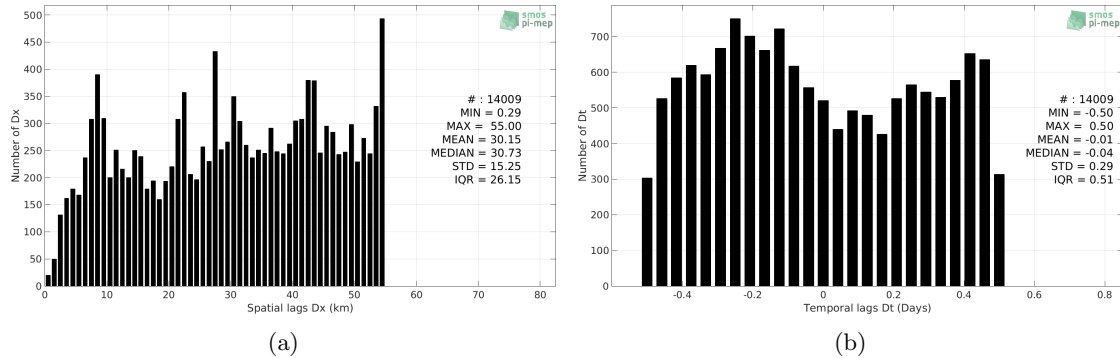 500
450
400
350
300
250
200
150
100
50
0
Number of Dx
0 10 20 30 40 50 60 70 80
Spatial lags Dx (km)
smos
pi-mep
# : 14009
MIN = 0.29
MAX = 55.00
MEAN = 30.15
MEDIAN = 30.73
STD = 15.25
IQR = 26.15
(a)
700
600
500
400
300
200
100
0
Number of Dt
-0.4 -0.2 0 0.2 0.4 0.6 0.8
Temporal lags Dt (Days)
smos
pi-mep
# : 14009
MIN = -0.50
MAX = 0.50
MEAN = -0.01
MEDIAN = -0.04
STD = 0.29
IQR = 0.51
(b)